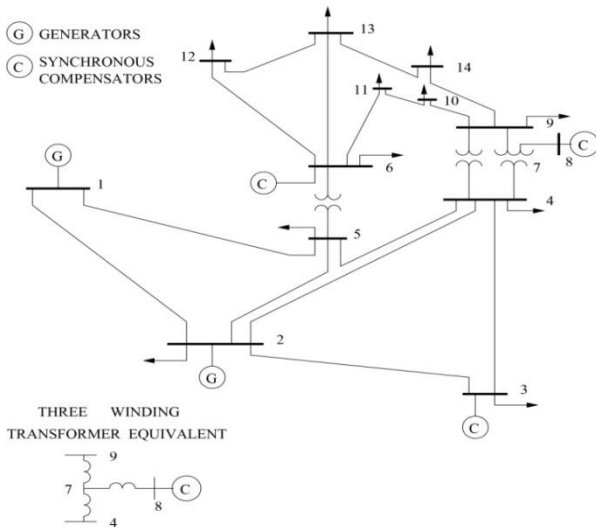 G GENERATORS
C SYNCHRONOUS
COMPENSATORS
13
12
14
11
10
9
C
7
8
G
1
C
6
4
5
2
G
3
C
THREE WINDING
TRANSFORMER EQUIVALENT
9
7
C
8
4